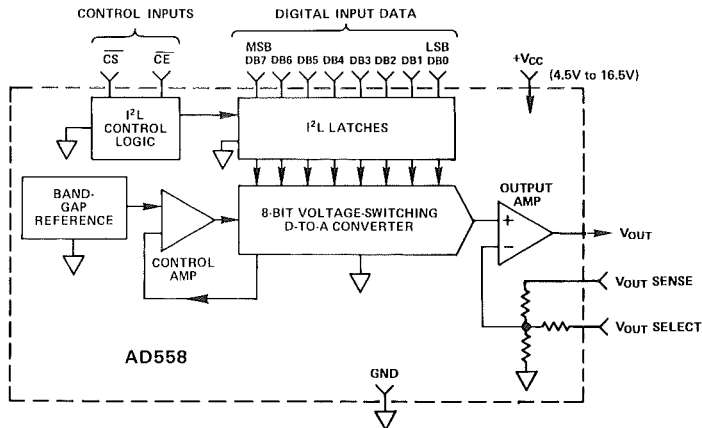 CONTROL INPUTS
DIGITAL INPUT DATA
CS CE
MSB LSB
DB7 DB6 DB5 DB4 DB3 DB2 DB1 DB0
+VCC
(4.5V to 16.5V)
I²L
CONTROL
LOGIC
I²L LATCHES
BAND-
GAP
REFERENCE
CONTROL
AMP
8-BIT VOLTAGE-SWITCHING
D-TO-A CONVERTER
OUTPUT
AMP
+
−
VOUT
VOUT SENSE
VOUT SELECT
AD558
GND